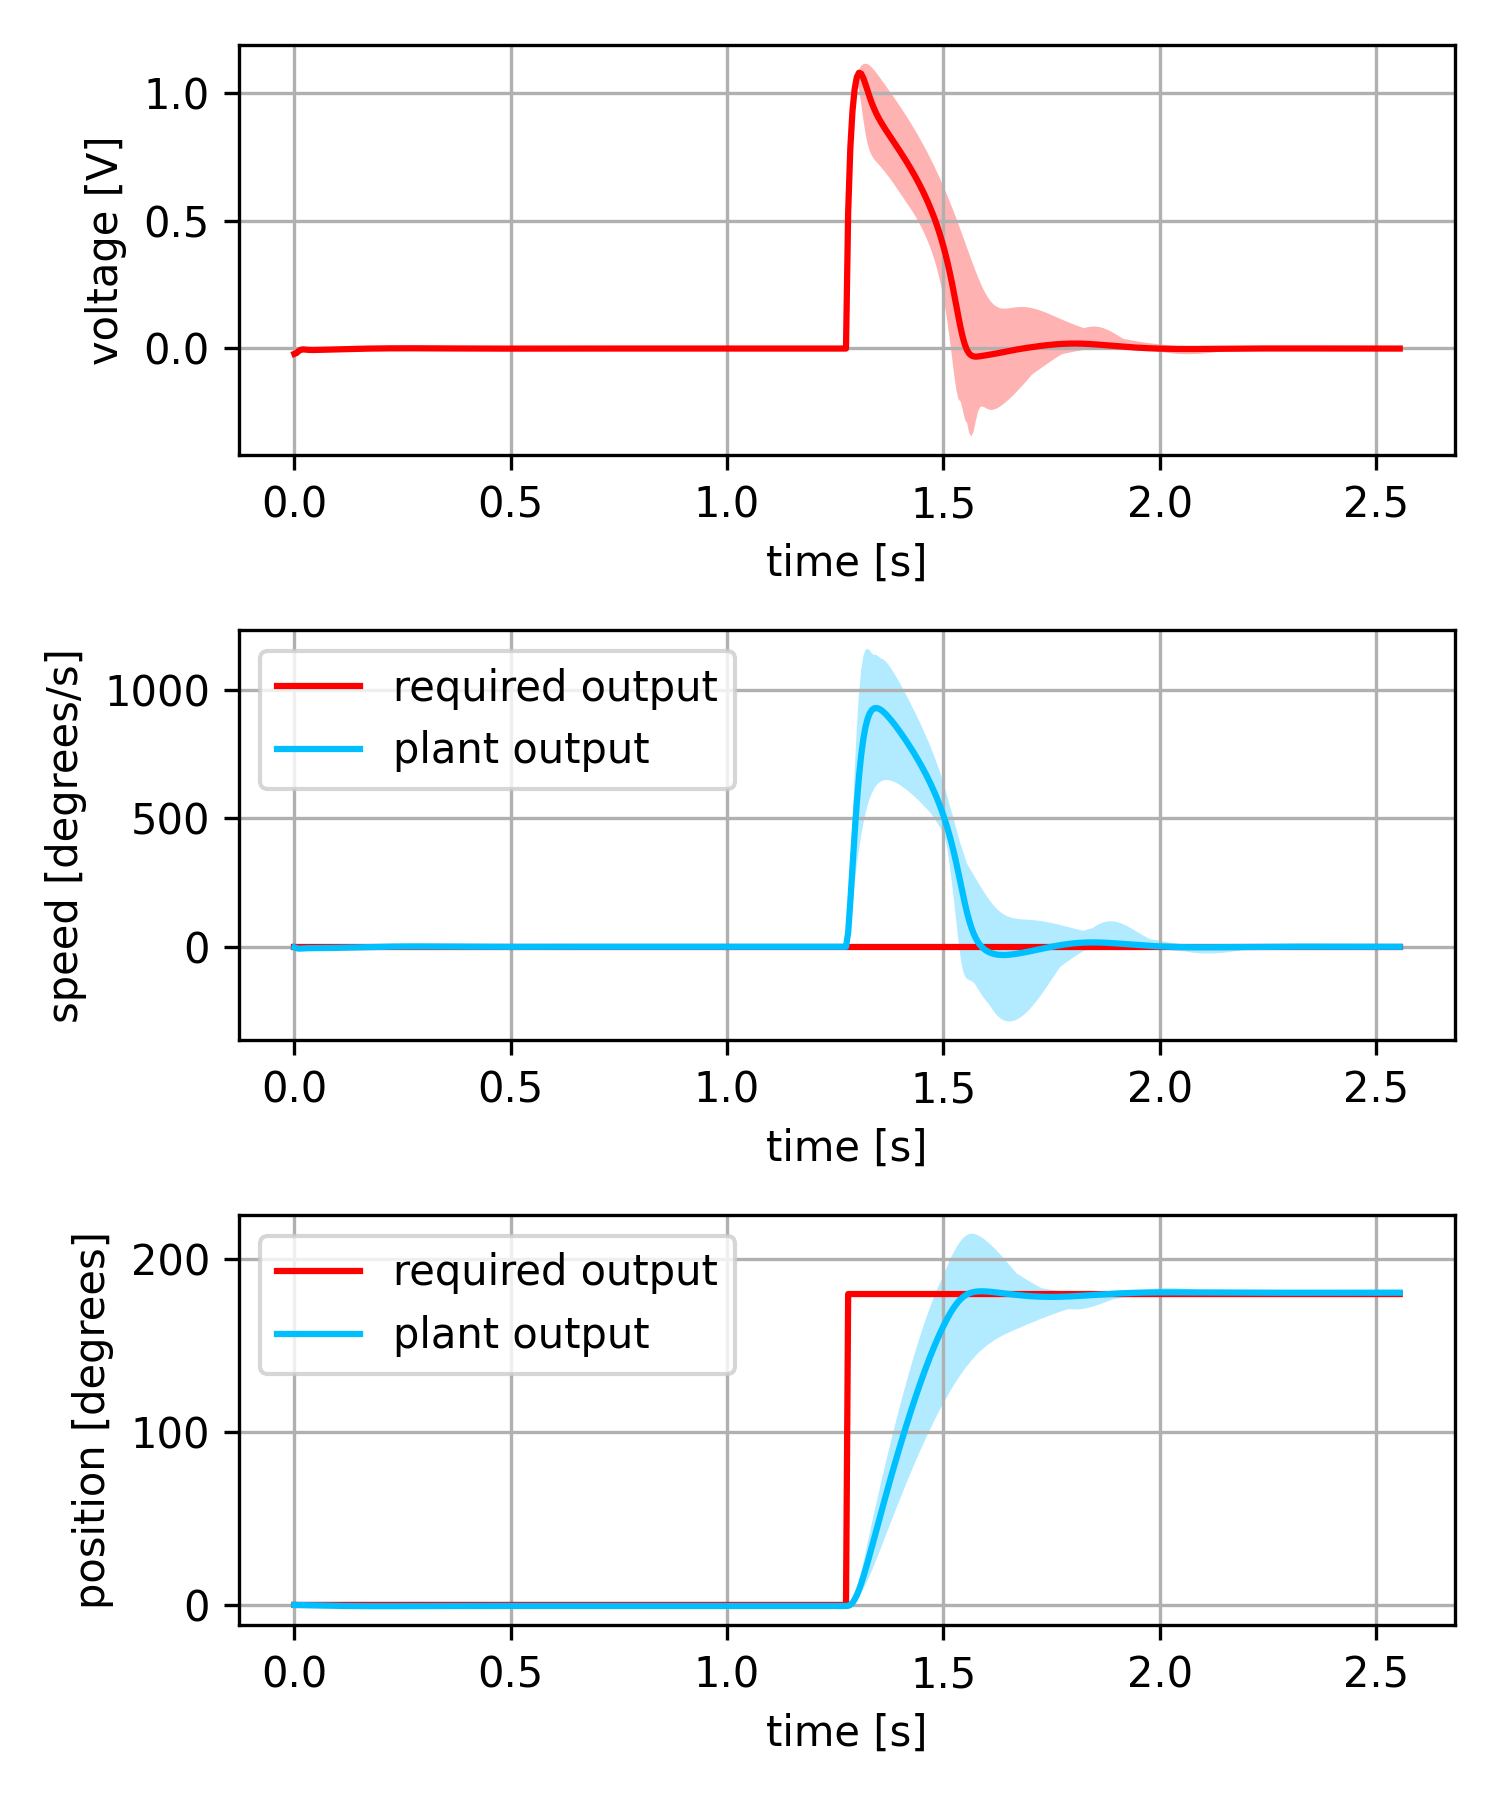 voltage [V]
1.0
0.5
0.0
0.0 0.5 1.0 1.5 2.0 2.5
time [s]
speed [degrees/s]
required output
plant output
1000
500
0
0.0 0.5 1.0 1.5 2.0 2.5
time [s]
position [degrees]
required output
plant output
200
100
0
0.0 0.5 1.0 1.5 2.0 2.5
time [s]